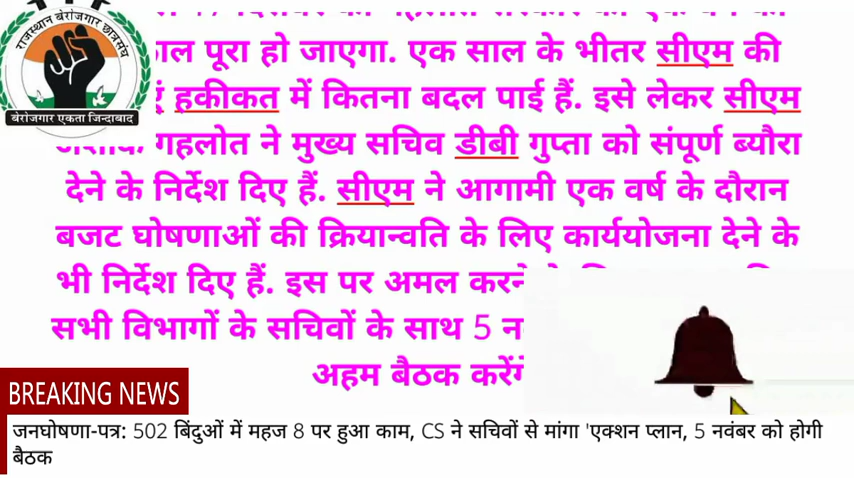 राजस्थान बेरोजगार छात्रसंघ
बेरोजगार एकता जिन्दाबाद
पूरा हो जाएगा. एक साल के भीतर सीएम की
हकीकत में कितना बदल पाई हैं. इसे लेकर सीएम
गहलोत ने मुख्य सचिव डीबी गुप्ता को संपूर्ण ब्यौरा
देने के निर्देश दिए हैं. सीएम ने आगामी एक वर्ष के दौरान
बजट घोषणाओं की क्रियान्वति के लिए कार्ययोजना देने के
भी निर्देश दिए हैं. इस पर अमल
सभी विभागों के सचिवों के साथ 5
अहम बैठक
BREAKING NEWS
जनघोषणा-पत्र: 502 बिंदुओं में महज 8 पर हुआ काम, CS ने सचिवों से मांगा 'एक्शन प्लान, 5 नवंबर को होगी
बैठक